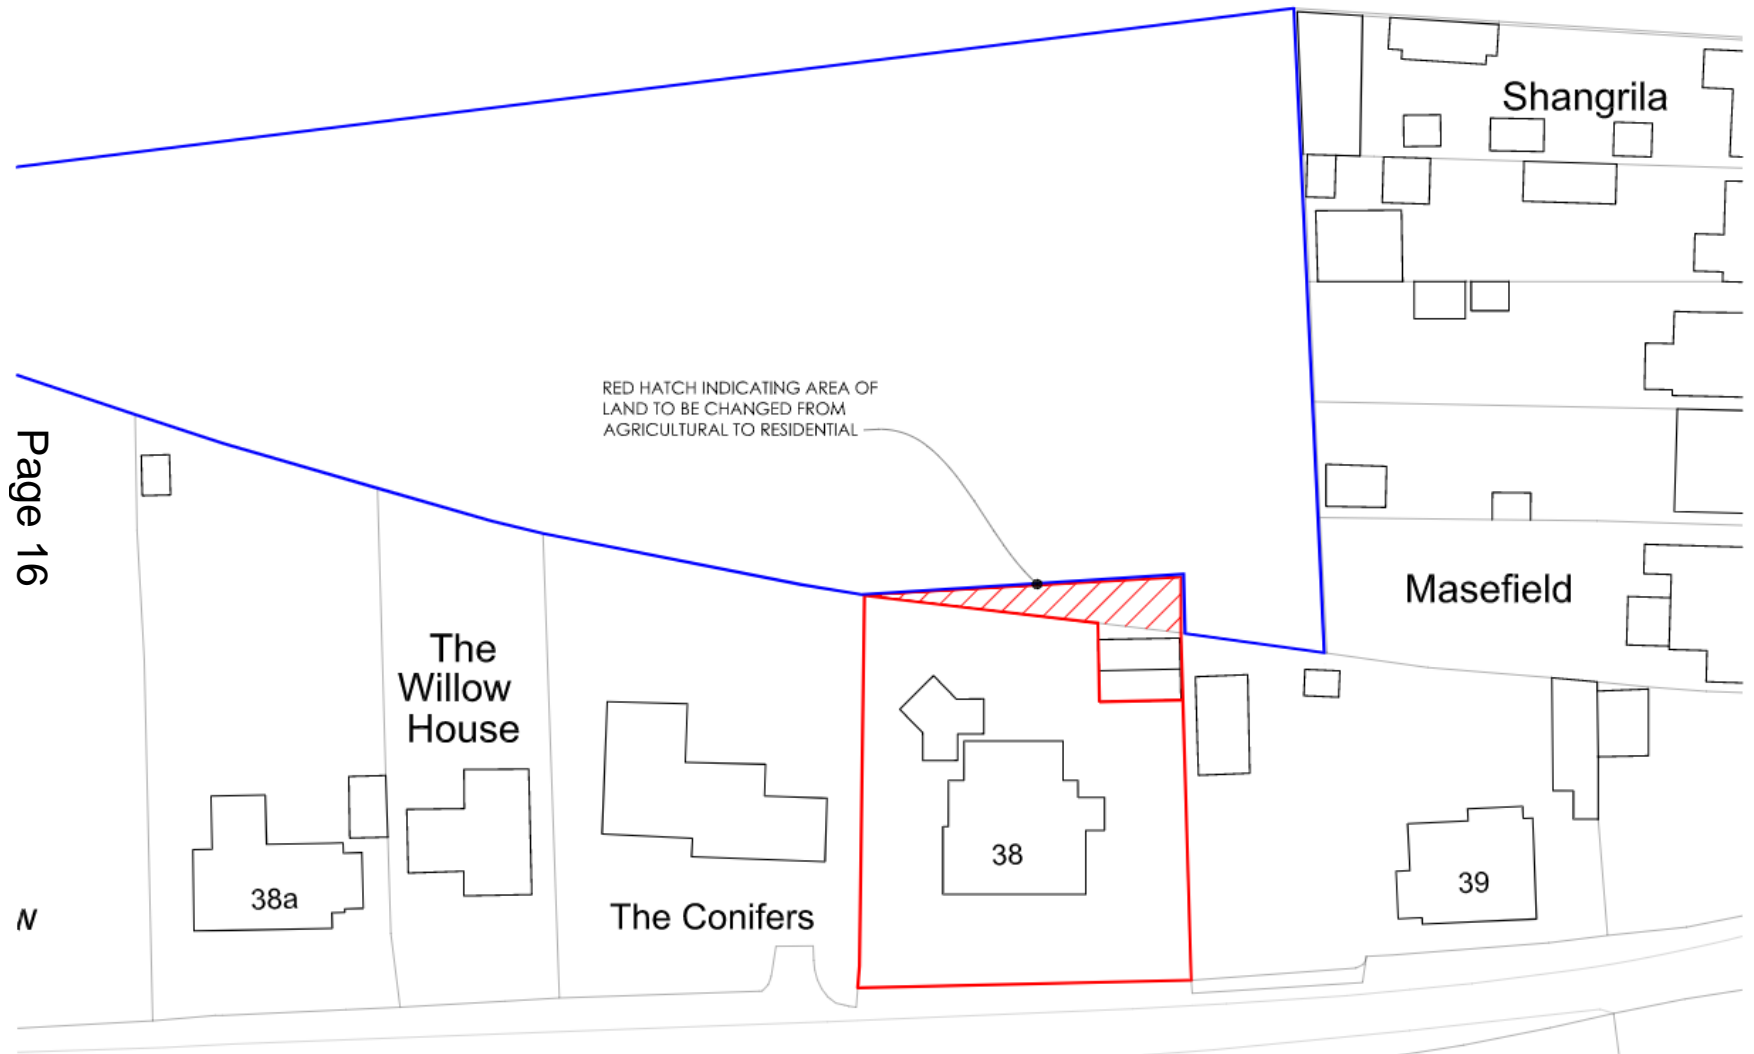 Shangrila
RED HATCH INDICATING AREA OF
LAND TO BE CHANGED FROM
AGRICULTURAL TO RESIDENTIAL
Page 16
Masefield
The
Willow
House
38
39
38a
The Conifers